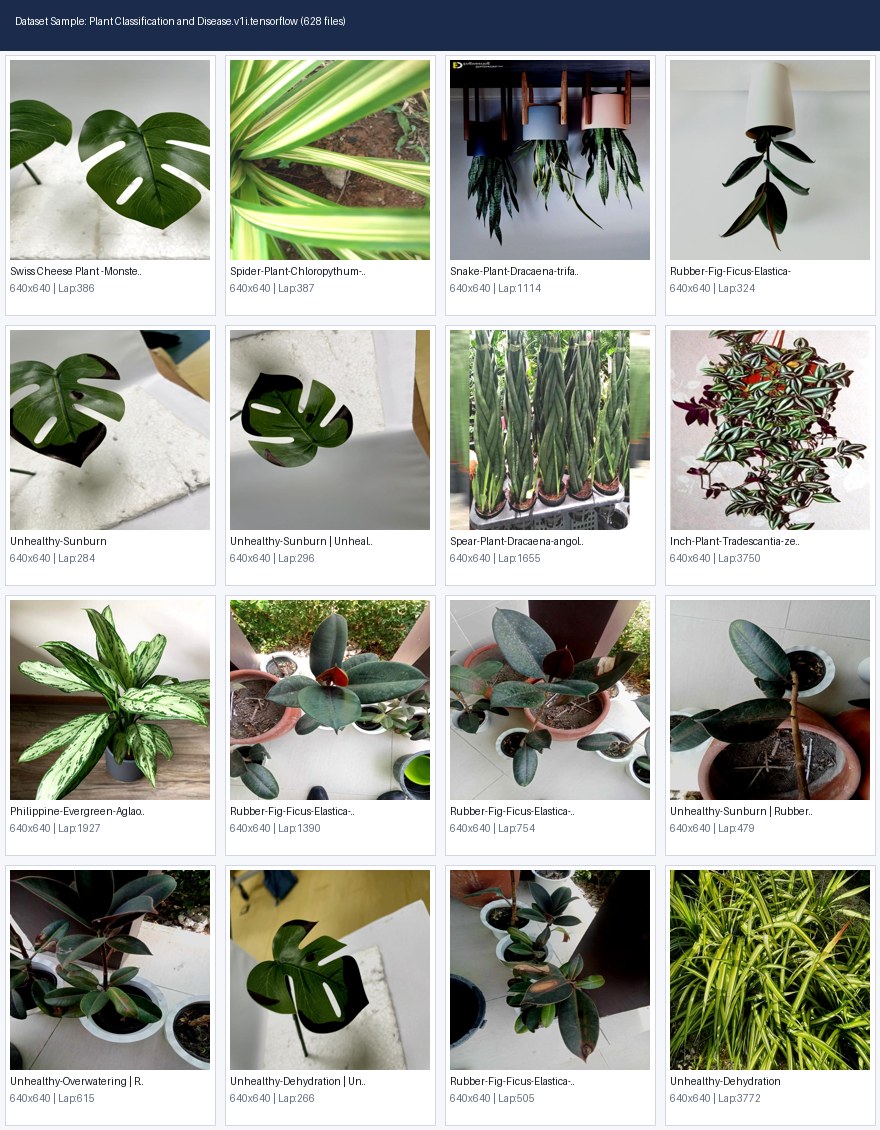 Dataset Sample: Plant Classification and Disease.v1i.tensorflow (628 files)
Swiss Cheese Plant -Monste..
640x640 | Lap:386
Spider-Plant-Chloropythum-..
640x640 | Lap:387
Snake-Plant-Dracaena-trifa..
640x640 | Lap:1114
Rubber-Fig-Ficus-Elastica-
640x640 | Lap:324
Unhealthy-Sunburn
640x640 | Lap:284
Unhealthy-Sunburn | Unheal..
640x640 | Lap:296
Spear-Plant-Dracaena-angol..
640x640 | Lap:1655
Inch-Plant-Tradescantia-ze..
640x640 | Lap:3750
Philippine-Evergreen-Aglao..
640x640 | Lap:1927
Rubber-Fig-Ficus-Elastica-..
640x640 | Lap:1390
Rubber-Fig-Ficus-Elastica-..
640x640 | Lap:754
Unhealthy-Sunburn | Rubber..
640x640 | Lap:479
Unhealthy-Overwatering | R..
640x640 | Lap:615
Unhealthy-Dehydration | Un..
640x640 | Lap:266
Rubber-Fig-Ficus-Elastica-..
640x640 | Lap:505
Unhealthy-Dehydration
640x640 | Lap:3772